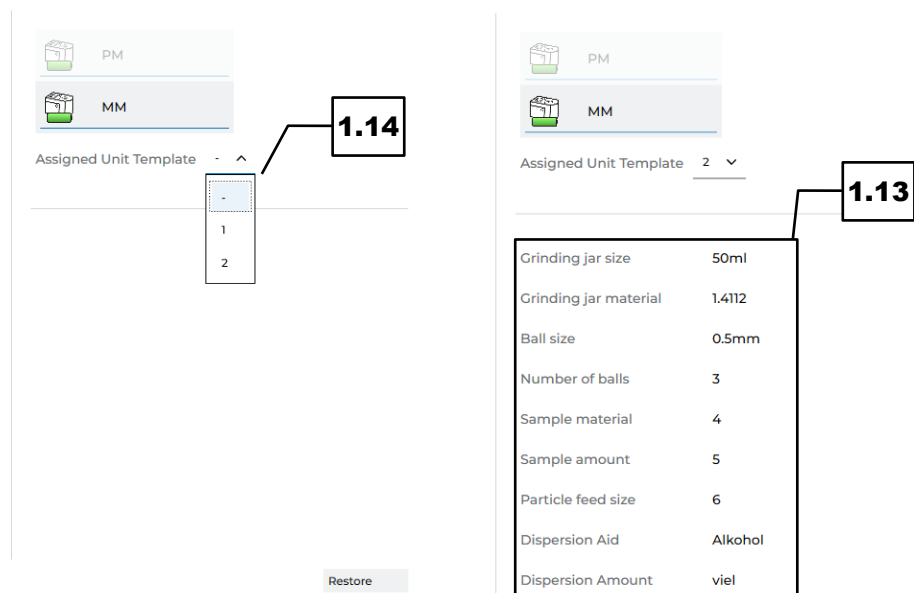 PM
MM
1.14
Assigned Unit Template -
-
1
2
Restore
PM
MM
Assigned Unit Template 2
1.13
Grinding jar size 50ml
Grinding jar material 1.4112
Ball size 0.5mm
Number of balls 3
Sample material 4
Sample amount 5
Particle feed size 6
Dispersion Aid Alkohol
Dispersion Amount viel